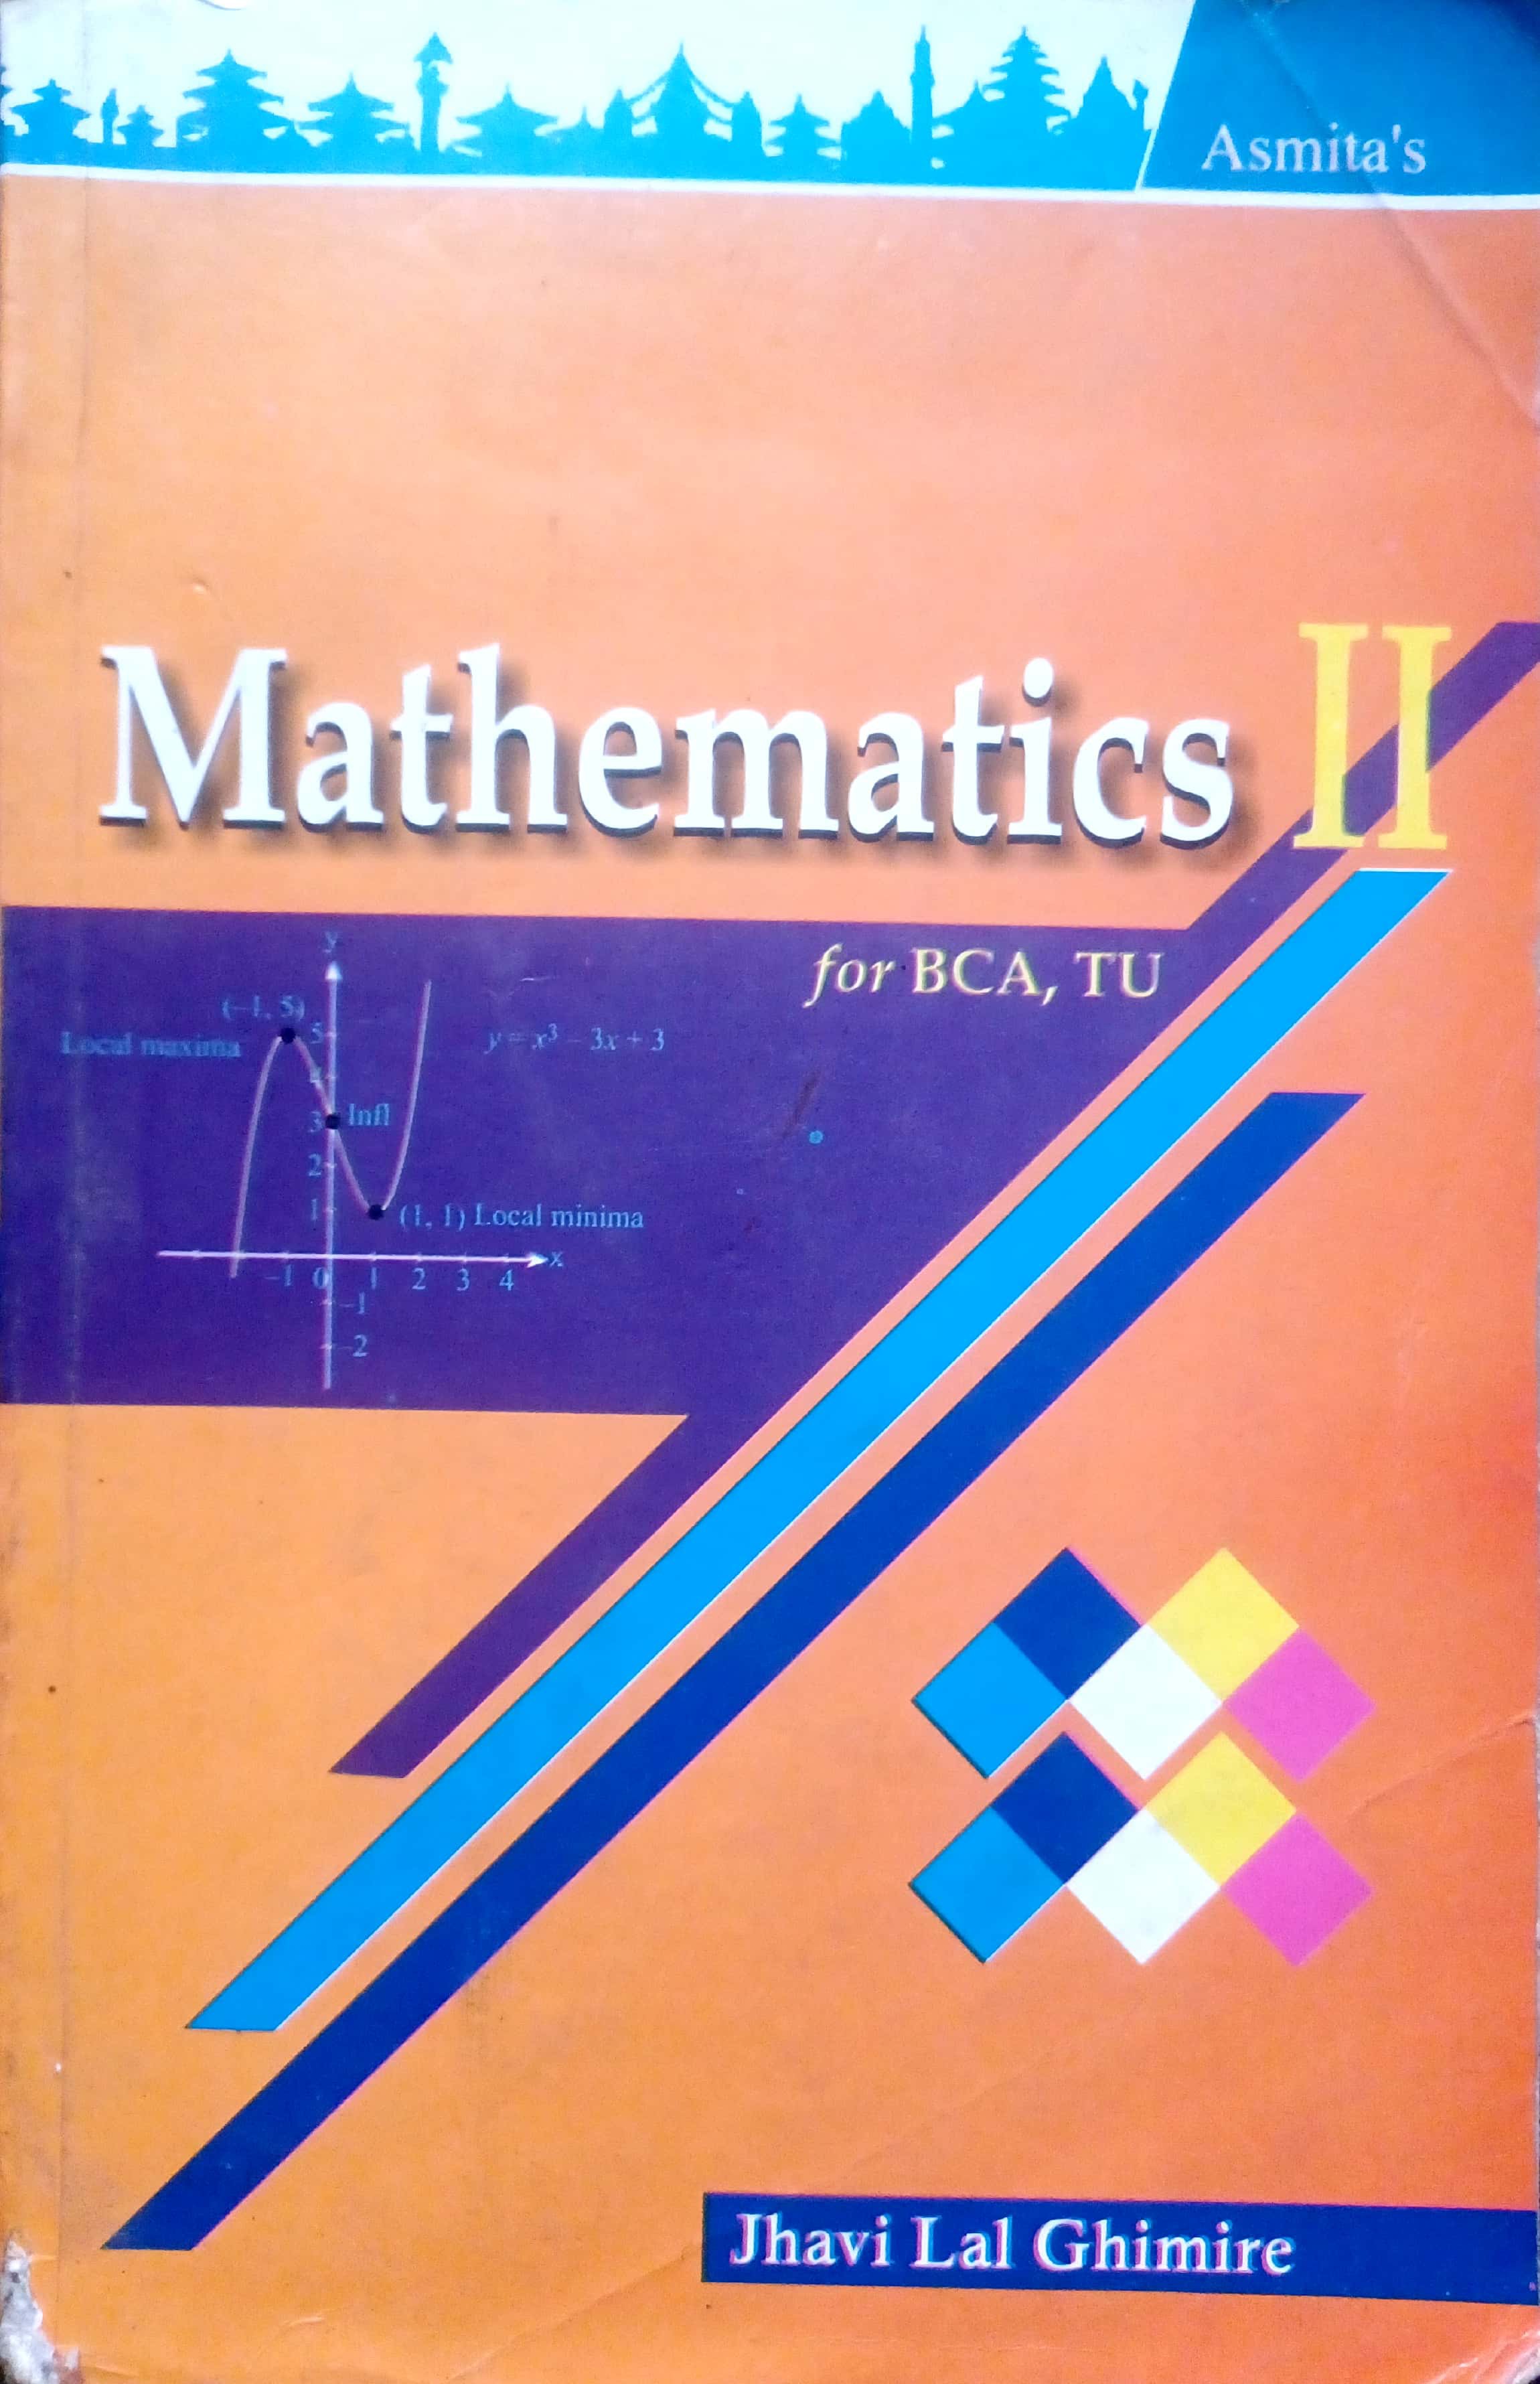 Asmita's
Mathematics II
for BCA, TU
y
(–1, 5)
Local maxima
5
y = x³ – 3x + 3
4
3
Infl
2
1
(1, 1) Local minima
x
–1 0 1 2 3 4
–1
–2
Jhavi Lal Ghimire